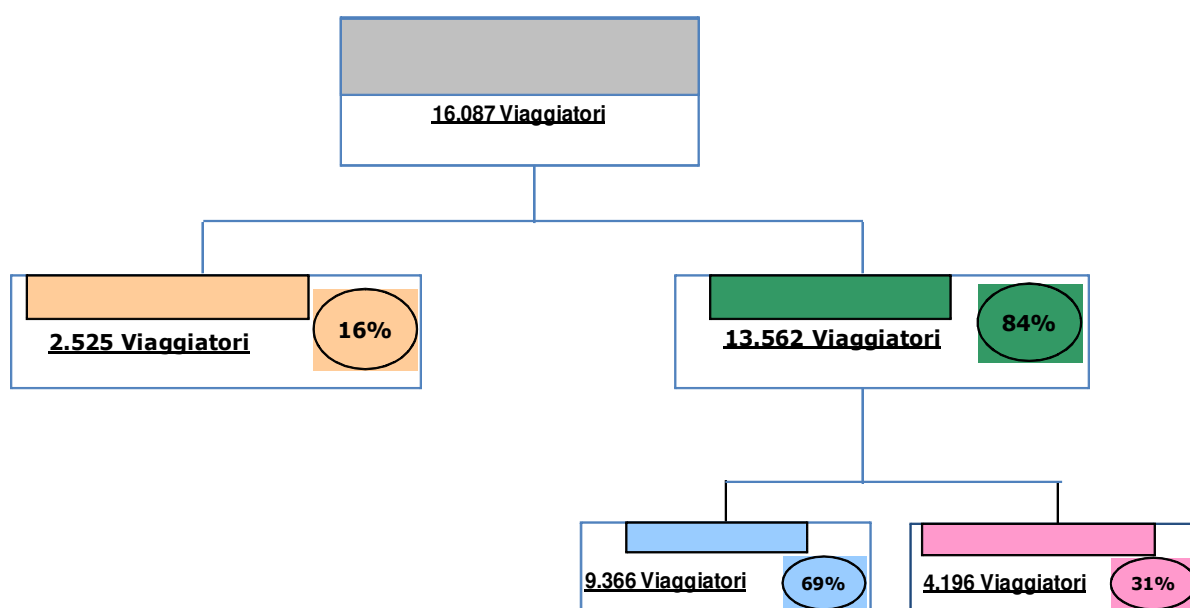 16.087 Viaggiatori
2.525 Viaggiatori
16%
13.562 Viaggiatori
84%
9.366 Viaggiatori
69%
4.196 Viaggiatori
31%